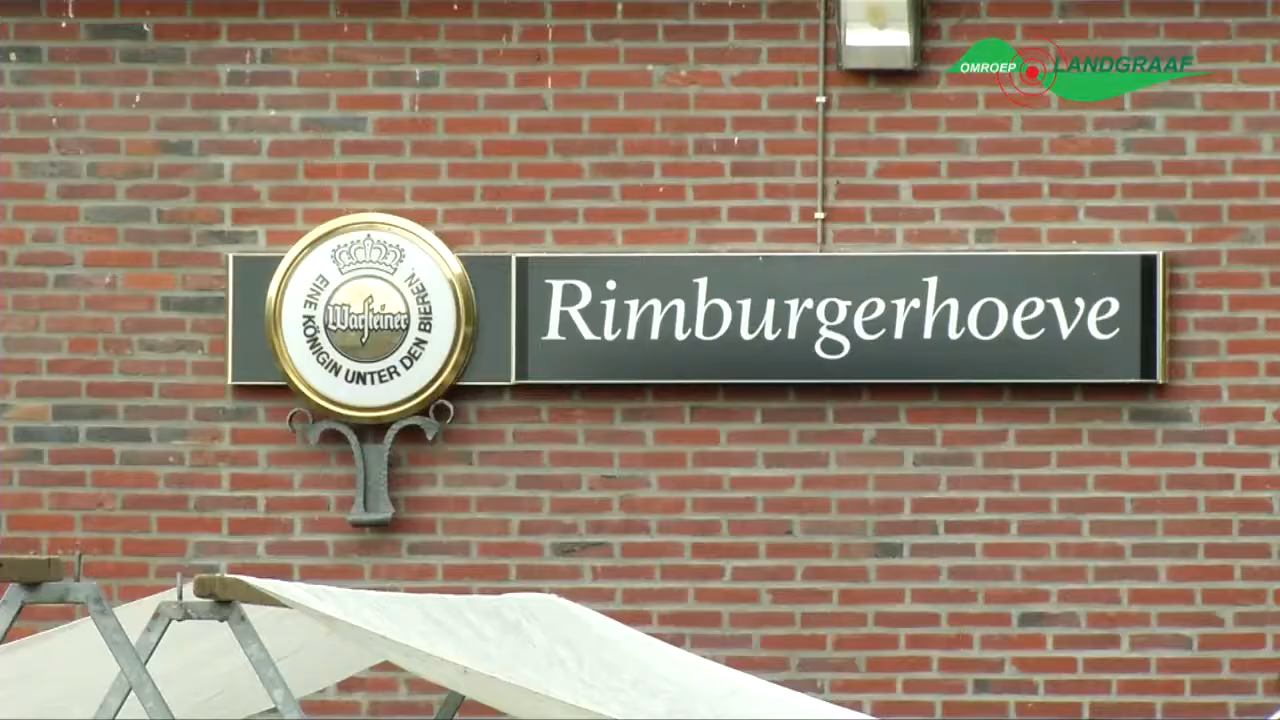 OMROEP LANDGRAAF
EINE KÖNIGIN UNTER DEN BIEREN.
Warsteiner
Rimburgerhoeve